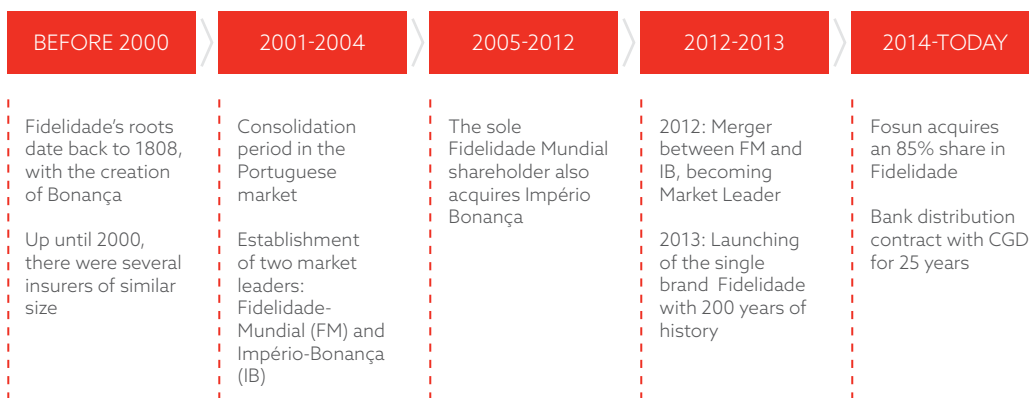 BEFORE 2000
2001-2004
2005-2012
2012-2013
2014-TODAY
Fidelidade’s roots
date back to 1808,
with the creation
of Bonança
Up until 2000,
there were several
insurers of similar
size
Consolidation
period in the
Portuguese
market
Establishment
of two market
leaders:
Fidelidade-
Mundial (FM) and
Império-Bonança
(IB)
The sole
Fidelidade Mundial
shareholder also
acquires Império
Bonança
2012: Merger
between FM and
IB, becoming
Market Leader
2013: Launching
of the single
brand Fidelidade
with 200 years of
history
Fosun acquires
an 85% share in
Fidelidade
Bank distribution
contract with CGD
for 25 years